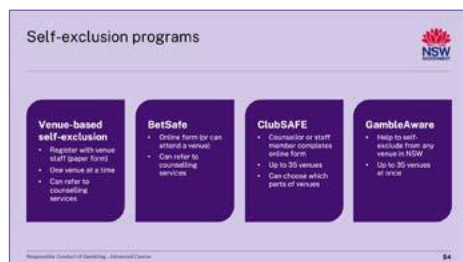 Self-exclusion programs
NSW
GOVERNMENT
Venue-based
self-exclusion
• Register with venue
staff (paper form)
• One venue at a time
• Can refer to
counselling
services
BetSafe
• Online form (or can
attend a venue)
• Can refer to
counselling
services
ClubSAFE
• Counsellor or staff
member completes
online form
• Up to 35 venues
• Can choose which
parts of venues
GambleAware
• Help to self-
exclude from any
venue in NSW
• Up to 35 venues
at once
Responsible Conduct of Gambling - Advanced Course
54